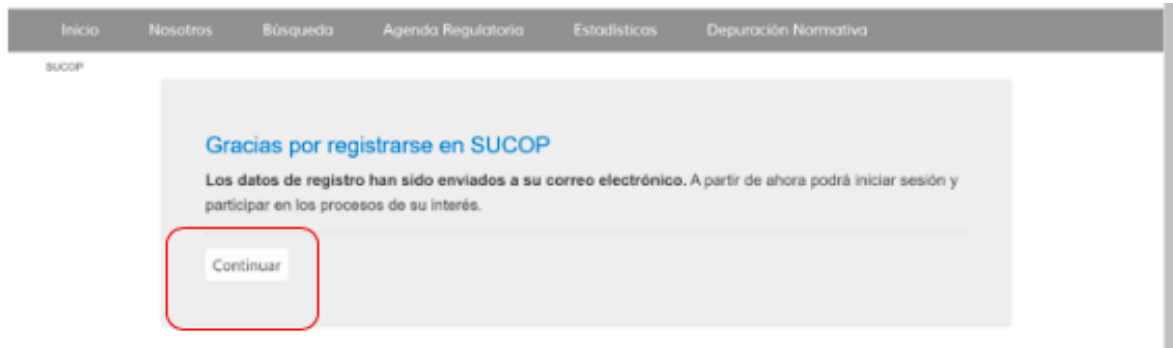 Inicio Nosotros Búsqueda Agenda Regulatoria Estadísticas Depuración Normativa
SUCOP
Gracias por registrarse en SUCOP
Los datos de registro han sido enviados a su correo electrónico. A partir de ahora podrá iniciar sesión y
participar en los procesos de su interés.
Continuar